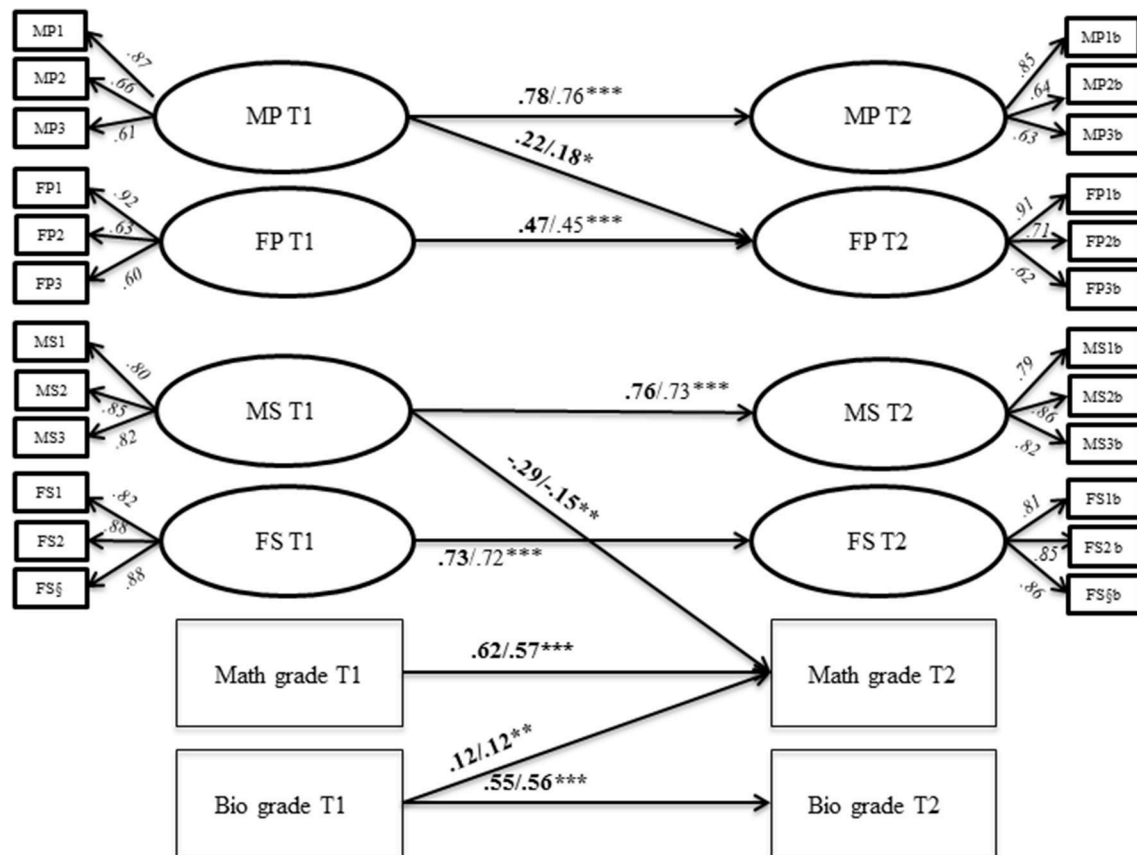 MP1
MP2
MP3
.87
.66
.61
MP T1
.78/.76***
.22/.18*
MP T2
.85
.64
.63
MP1b
MP2b
MP3b
FP1
FP2
FP3
.92
.63
.60
FP T1
.47/.45***
FP T2
.91
.71
.62
FP1b
FP2b
FP3b
MS1
MS2
MS3
.80
.85
.82
MS T1
.76/.73***
-.29/-.15**
MS T2
.79
.86
.82
MS1b
MS2b
MS3b
FS1
FS2
FS§
.82
.88
.88
FS T1
.73/.72***
FS T2
.81
.85
.86
FS1b
FS2b
FS§b
Math grade T1
.62/.57***
Math grade T2
.12/.12**
Bio grade T1
.55/.56***
Bio grade T2